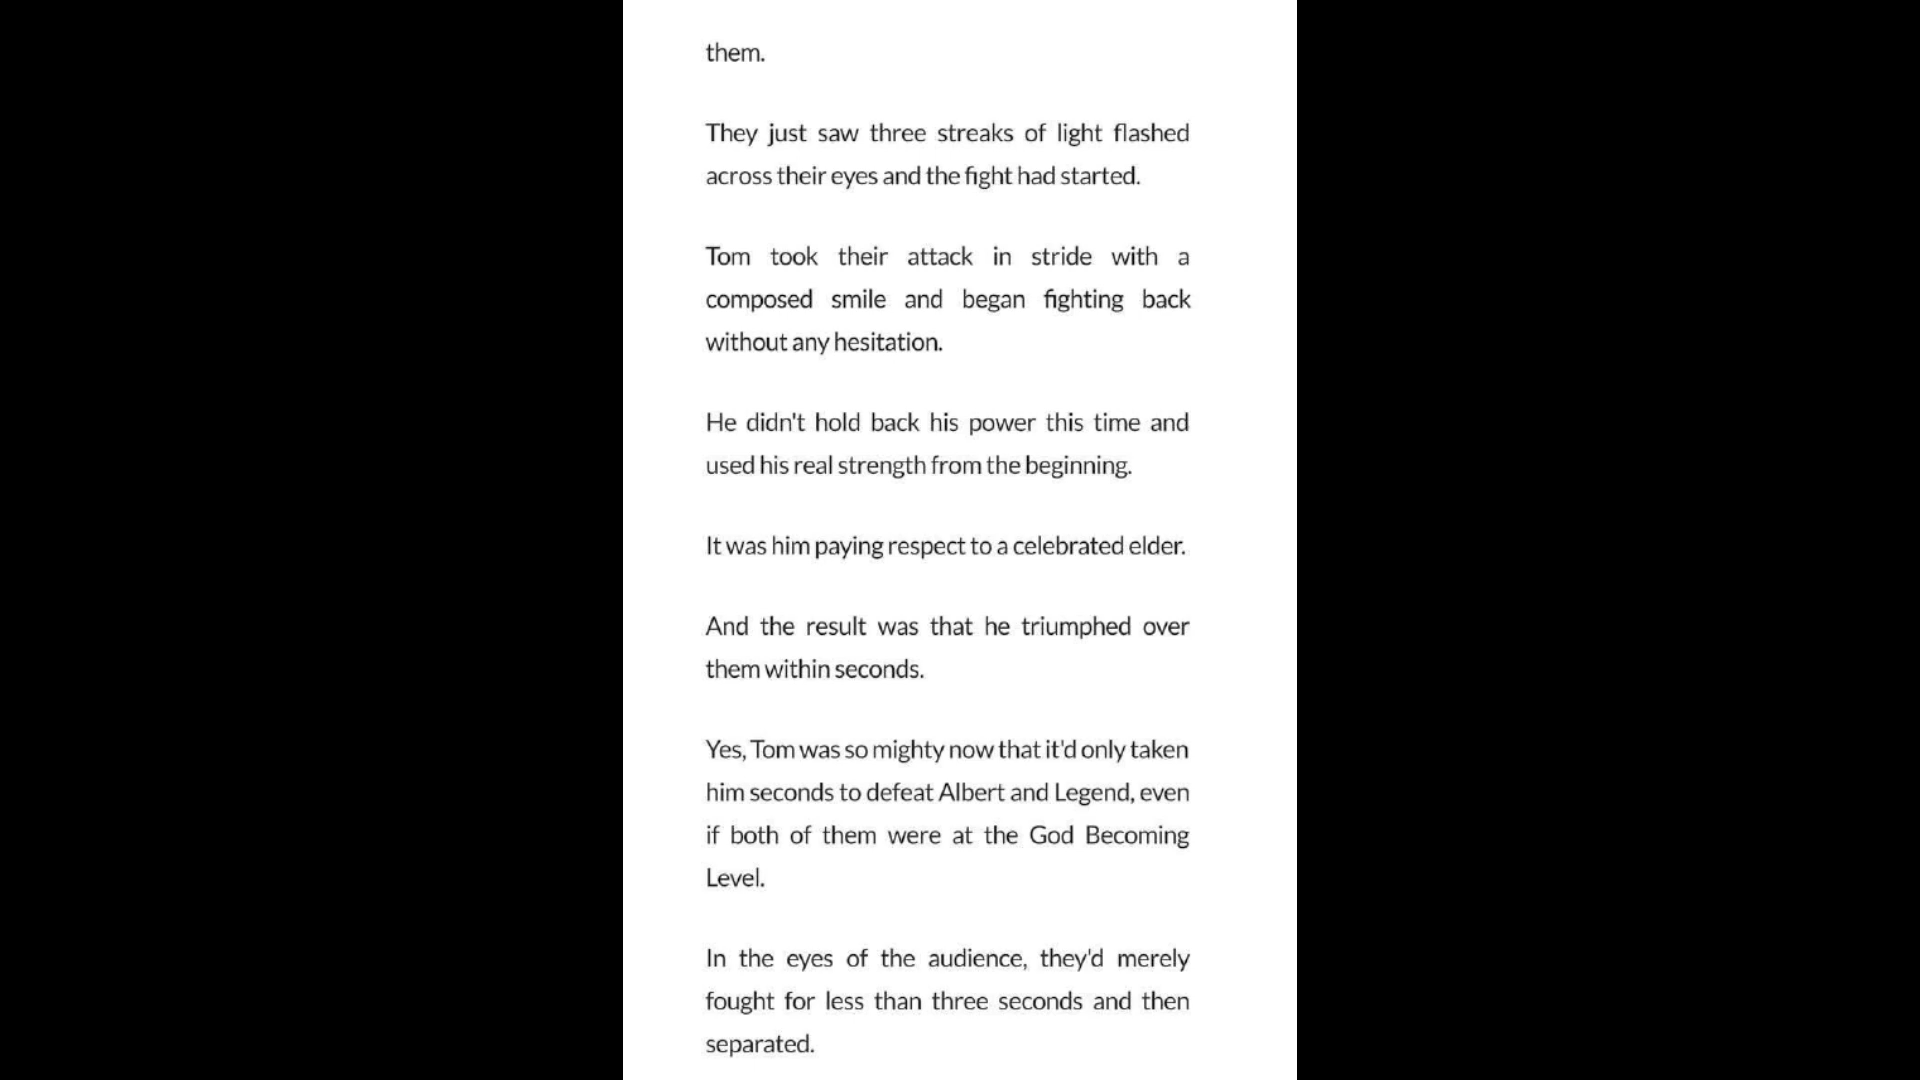 them.
They just saw three streaks of light flashed
across their eyes and the fight had started.
Tom took their attack in stride with a
composed smile and began fighting back
without any hesitation.
He didn't hold back his power this time and
used his real strength from the beginning.
It was him paying respect to a celebrated elder.
And the result was that he triumphed over
them within seconds.
Yes, Tom was so mighty now that it'd only taken
him seconds to defeat Albert and Legend, even
if both of them were at the God Becoming
Level.
In the eyes of the audience, they'd merely
fought for less than three seconds and then
separated.